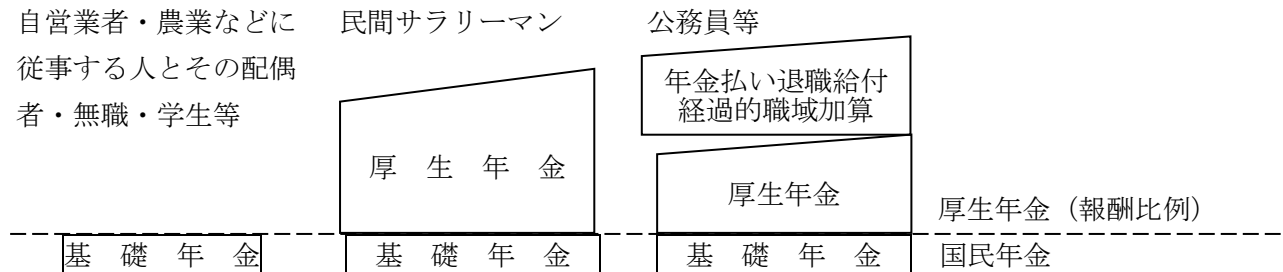 自営業者・農業などに
従事する人とその配偶
者・無職・学生等
民間サラリーマン
公務員等
年金払い退職給付
経過的職域加算
厚 生 年 金
厚生年金
厚生年金（報酬比例）
基 礎 年 金
基 礎 年 金
基 礎 年 金
国民年金